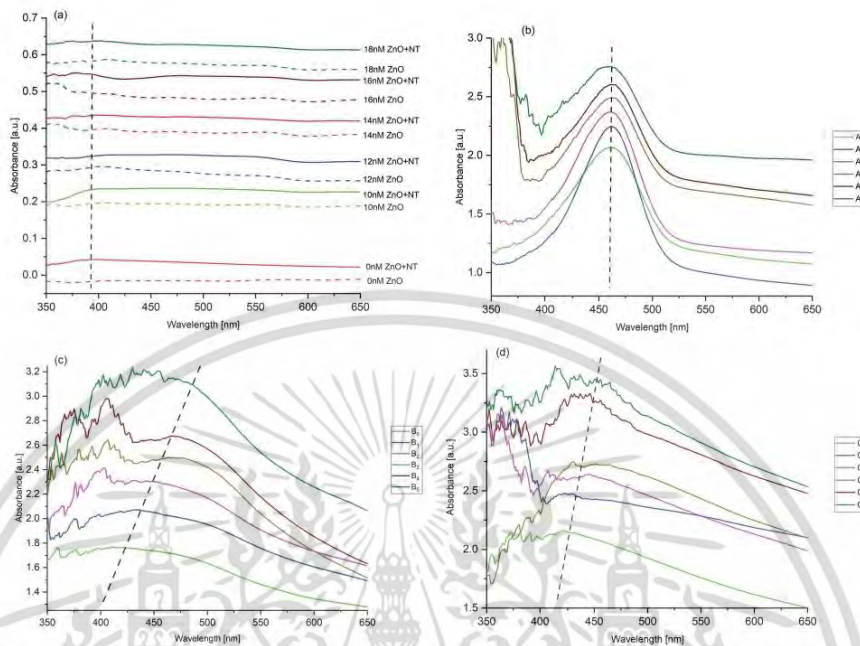 (a)
0.7
0.6
0.5
0.4
0.3
0.2
0.1
0.0
Absorbance [a.u.]
18nM ZnO+NT
18nM ZnO
16nM ZnO+NT
16nM ZnO
14nM ZnO+NT
14nM ZnO
12nM ZnO+NT
12nM ZnO
10nM ZnO+NT
10nM ZnO
0nM ZnO+NT
0nM ZnO
350 400 450 500 550 600 650
Wavelength [nm]
(b)
3.0
2.5
2.0
1.5
1.0
Absorbance [a.u.]
A
A
A
A
A
A
350 400 450 500 550 600 650
Wavelength [nm]
(c)
3.2
3.0
2.8
2.6
2.4
2.2
2.0
1.8
1.6
1.4
Absorbance [a.u.]
350 400 450 500 550 600 650
Wavelength [nm]
(d)
3.5
3.0
2.5
2.0
1.5
Absorbance [a.u.]
350 400 450 500 550 600 650
Wavelength [nm]